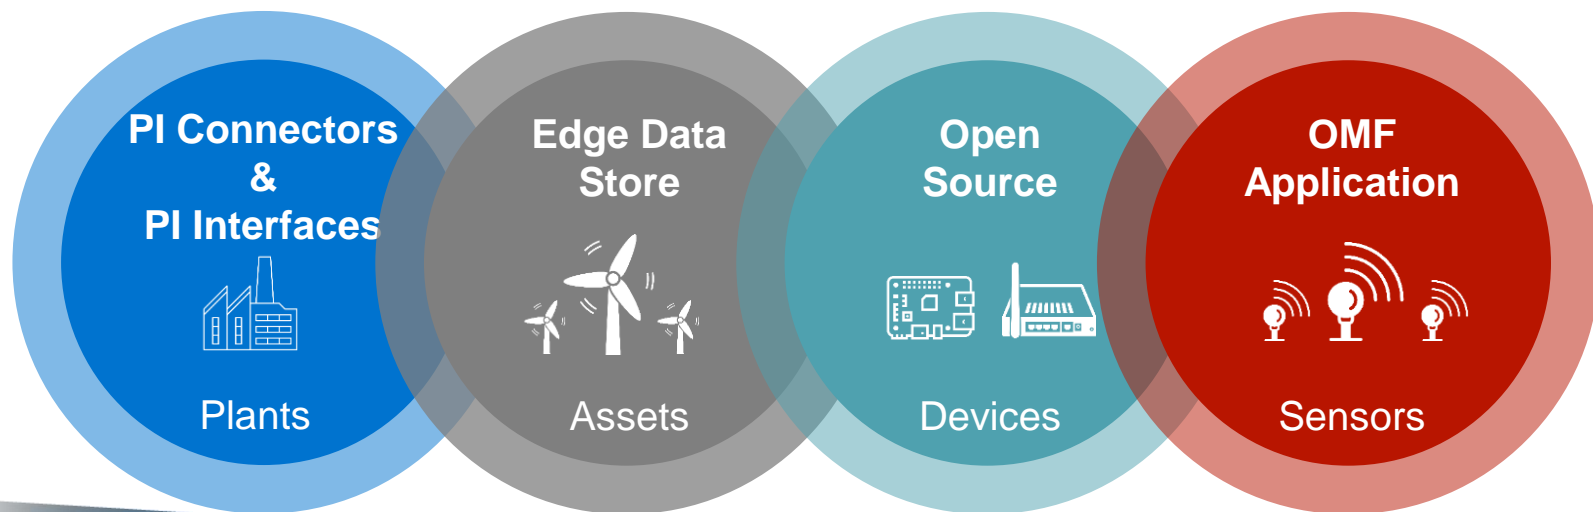 PI Connectors
&
PI Interfaces
Plants
Edge Data
Store
Assets
Open
Source
Devices
OMF
Application
Sensors